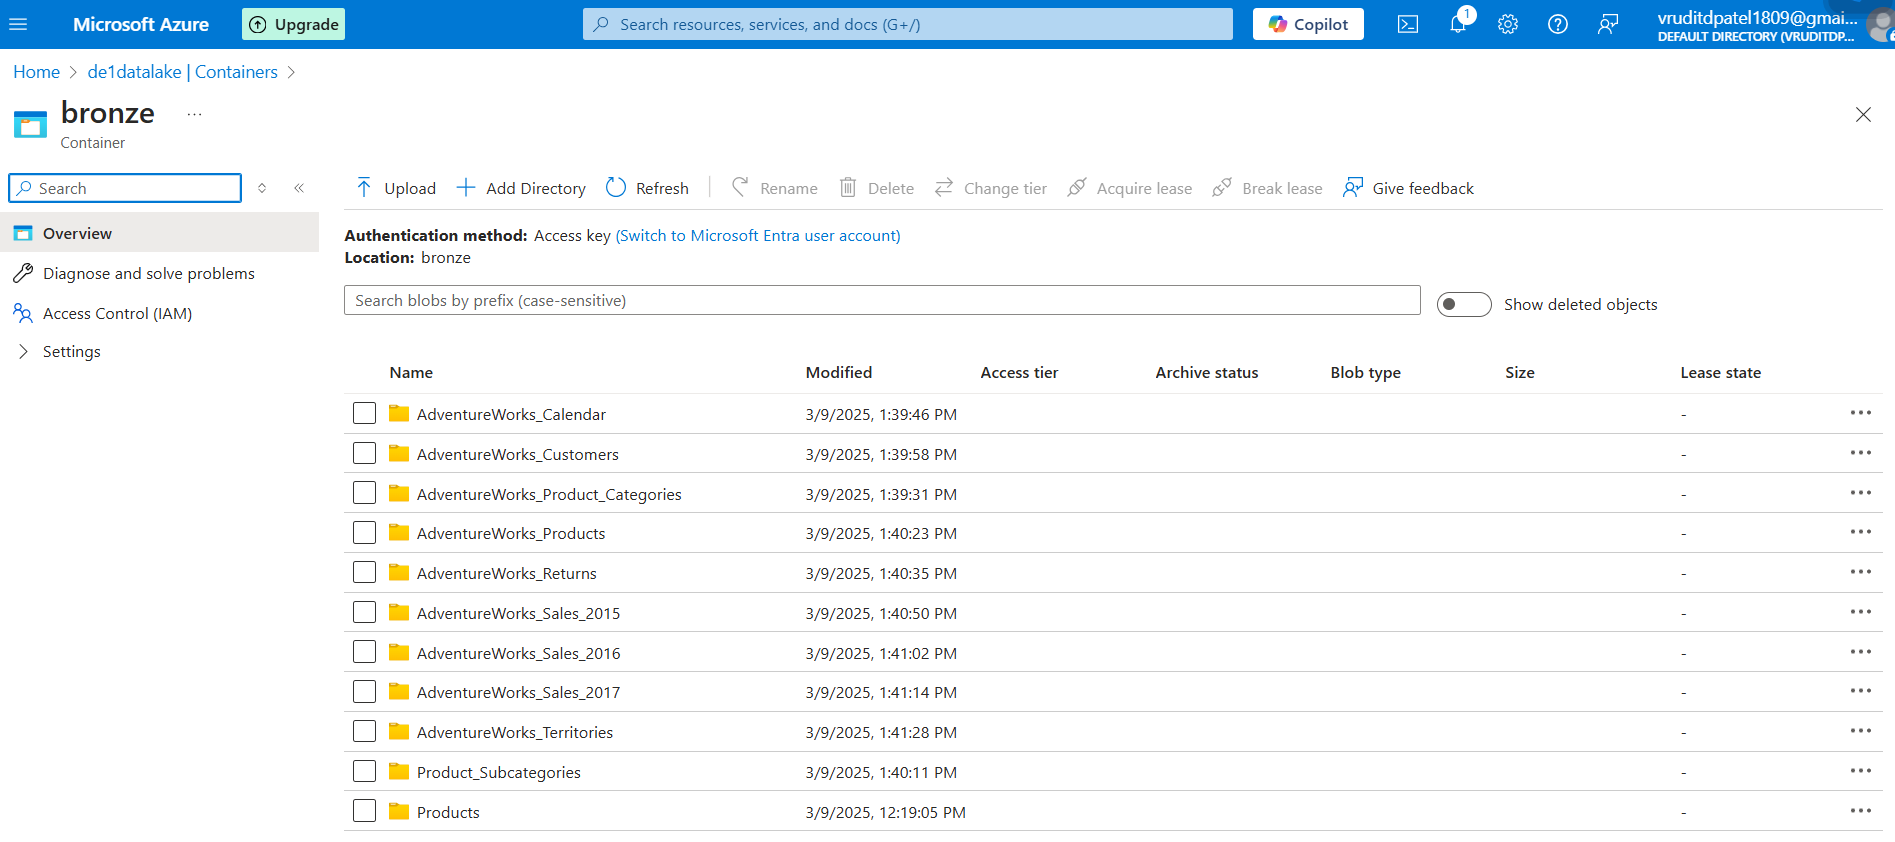 Microsoft Azure
Upgrade
Search resources, services, and docs (G+/)
Copilot
1
vruditdpatel1809@gmai...
DEFAULT DIRECTORY (VRUDITDP...
Home > de1datalake | Containers >
bronze ...
Container
Search
Overview
Diagnose and solve problems
Access Control (IAM)
Settings
Upload Add Directory Refresh Rename Delete Change tier Acquire lease Break lease Give feedback
Authentication method: Access key (Switch to Microsoft Entra user account)
Location: bronze
Search blobs by prefix (case-sensitive)
Show deleted objects
Name Modified Access tier Archive status Blob type Size Lease state
AdventureWorks_Calendar 3/9/2025, 1:39:46 PM -
AdventureWorks_Customers 3/9/2025, 1:39:58 PM -
AdventureWorks_Product_Categories 3/9/2025, 1:39:31 PM -
AdventureWorks_Products 3/9/2025, 1:40:23 PM -
AdventureWorks_Returns 3/9/2025, 1:40:35 PM -
AdventureWorks_Sales_2015 3/9/2025, 1:40:50 PM -
AdventureWorks_Sales_2016 3/9/2025, 1:41:02 PM -
AdventureWorks_Sales_2017 3/9/2025, 1:41:14 PM -
AdventureWorks_Territories 3/9/2025, 1:41:28 PM -
Product_Subcategories 3/9/2025, 1:40:11 PM -
Products 3/9/2025, 12:19:05 PM -